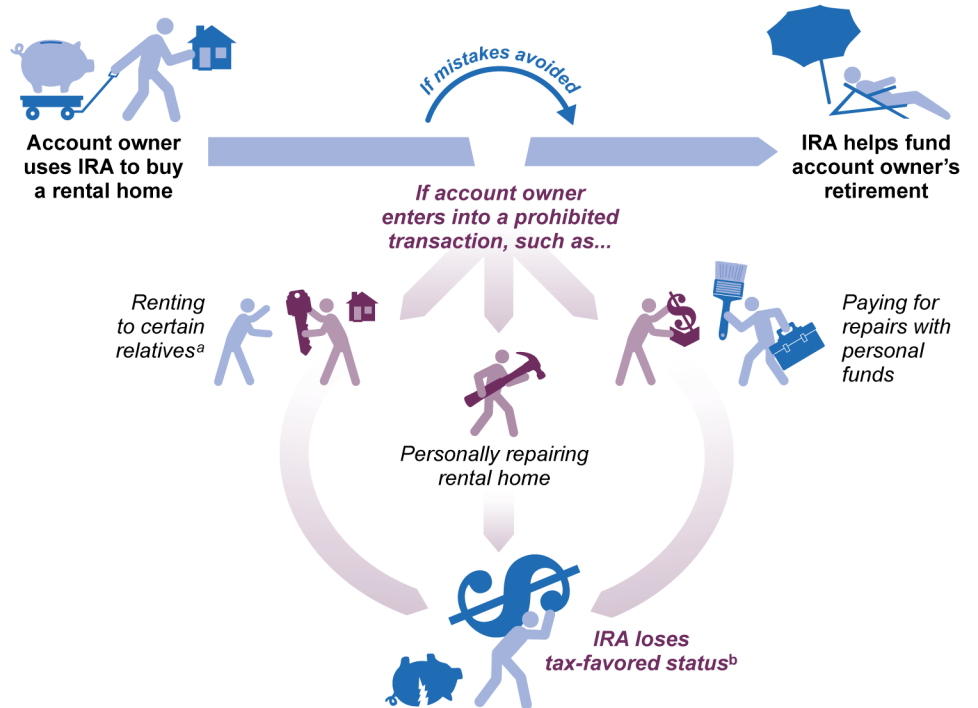 If mistakes avoided
Account owner
uses IRA to buy
a rental home
IRA helps fund
account owner’s
retirement
If account owner
enters into a prohibited
transaction, such as...
Renting
to certain
relativesᵃ
Personally repairing
rental home
Paying for
repairs with
personal
funds
IRA loses
tax-favored statusᵇ